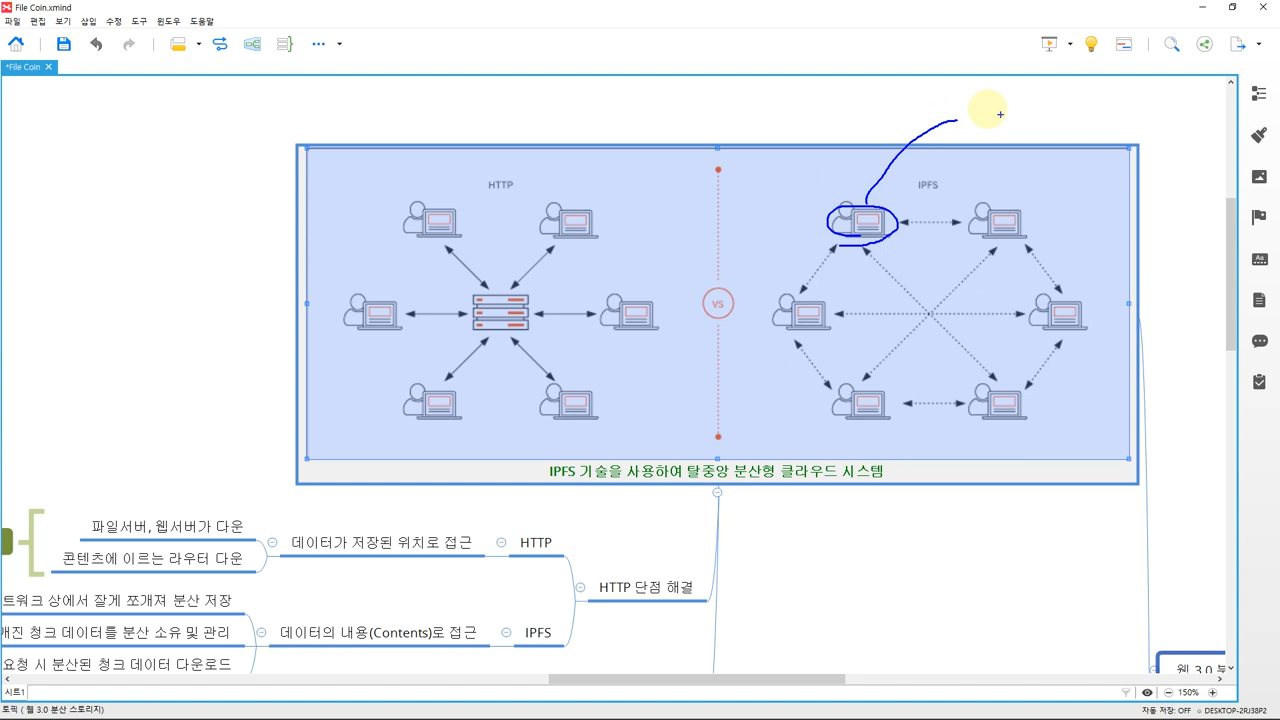 File Coin.xmind
파일 편집 보기 삽입 수정 도구 윈도우 도움말
*File Coin
HTTP
IPFS
VS
IPFS 기술을 사용하여 탈중앙 분산형 클라우드 시스템
파일서버, 웹서버가 다운
데이터가 저장된 위치로 접근
HTTP
콘텐츠에 이르는 라우터 다운
HTTP 단점 해결
트워크 상에서 잘게 쪼개져 분산 저장
개진 청크 데이터를 분산 소유 및 관리
데이터의 내용(Contents)로 접근
IPFS
요청 시 분산된 청크 데이터 다운로드
웹 3.0
Aa
시트1
150%
토픽 ( 웹 3.0 분산 스토리지)
자동 저장: OFF
DESKTOP-2RJ38P2